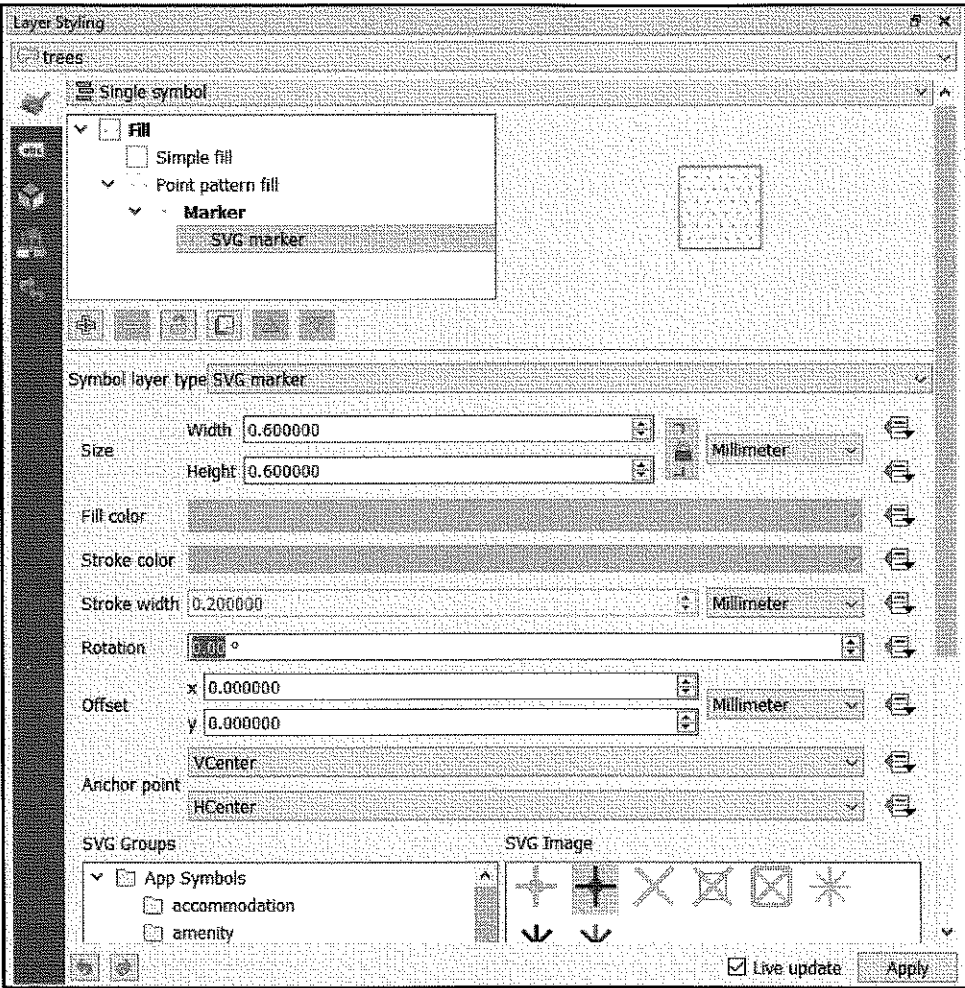 Layer Styling
trees
Single symbol
abc
Fill
Simple fill
Point pattern fill
Marker
SVG marker
Symbol layer type SVG marker
Size
Width 0.600000
Height 0.600000
Millimeter
Fill color
Stroke color
Stroke width 0.200000 Millimeter
Rotation 0.00 °
Offset
x 0.000000
y 0.000000
Millimeter
Anchor point
VCenter
HCenter
SVG Groups
SVG Image
App Symbols
accommodation
amenity
Live update
Apply